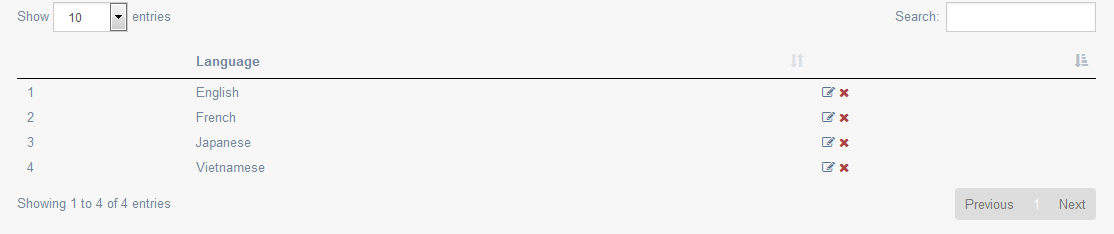 Show 10 entries Search:
Language
1 English
2 French
3 Japanese
4 Vietnamese
Showing 1 to 4 of 4 entries Previous 1 Next